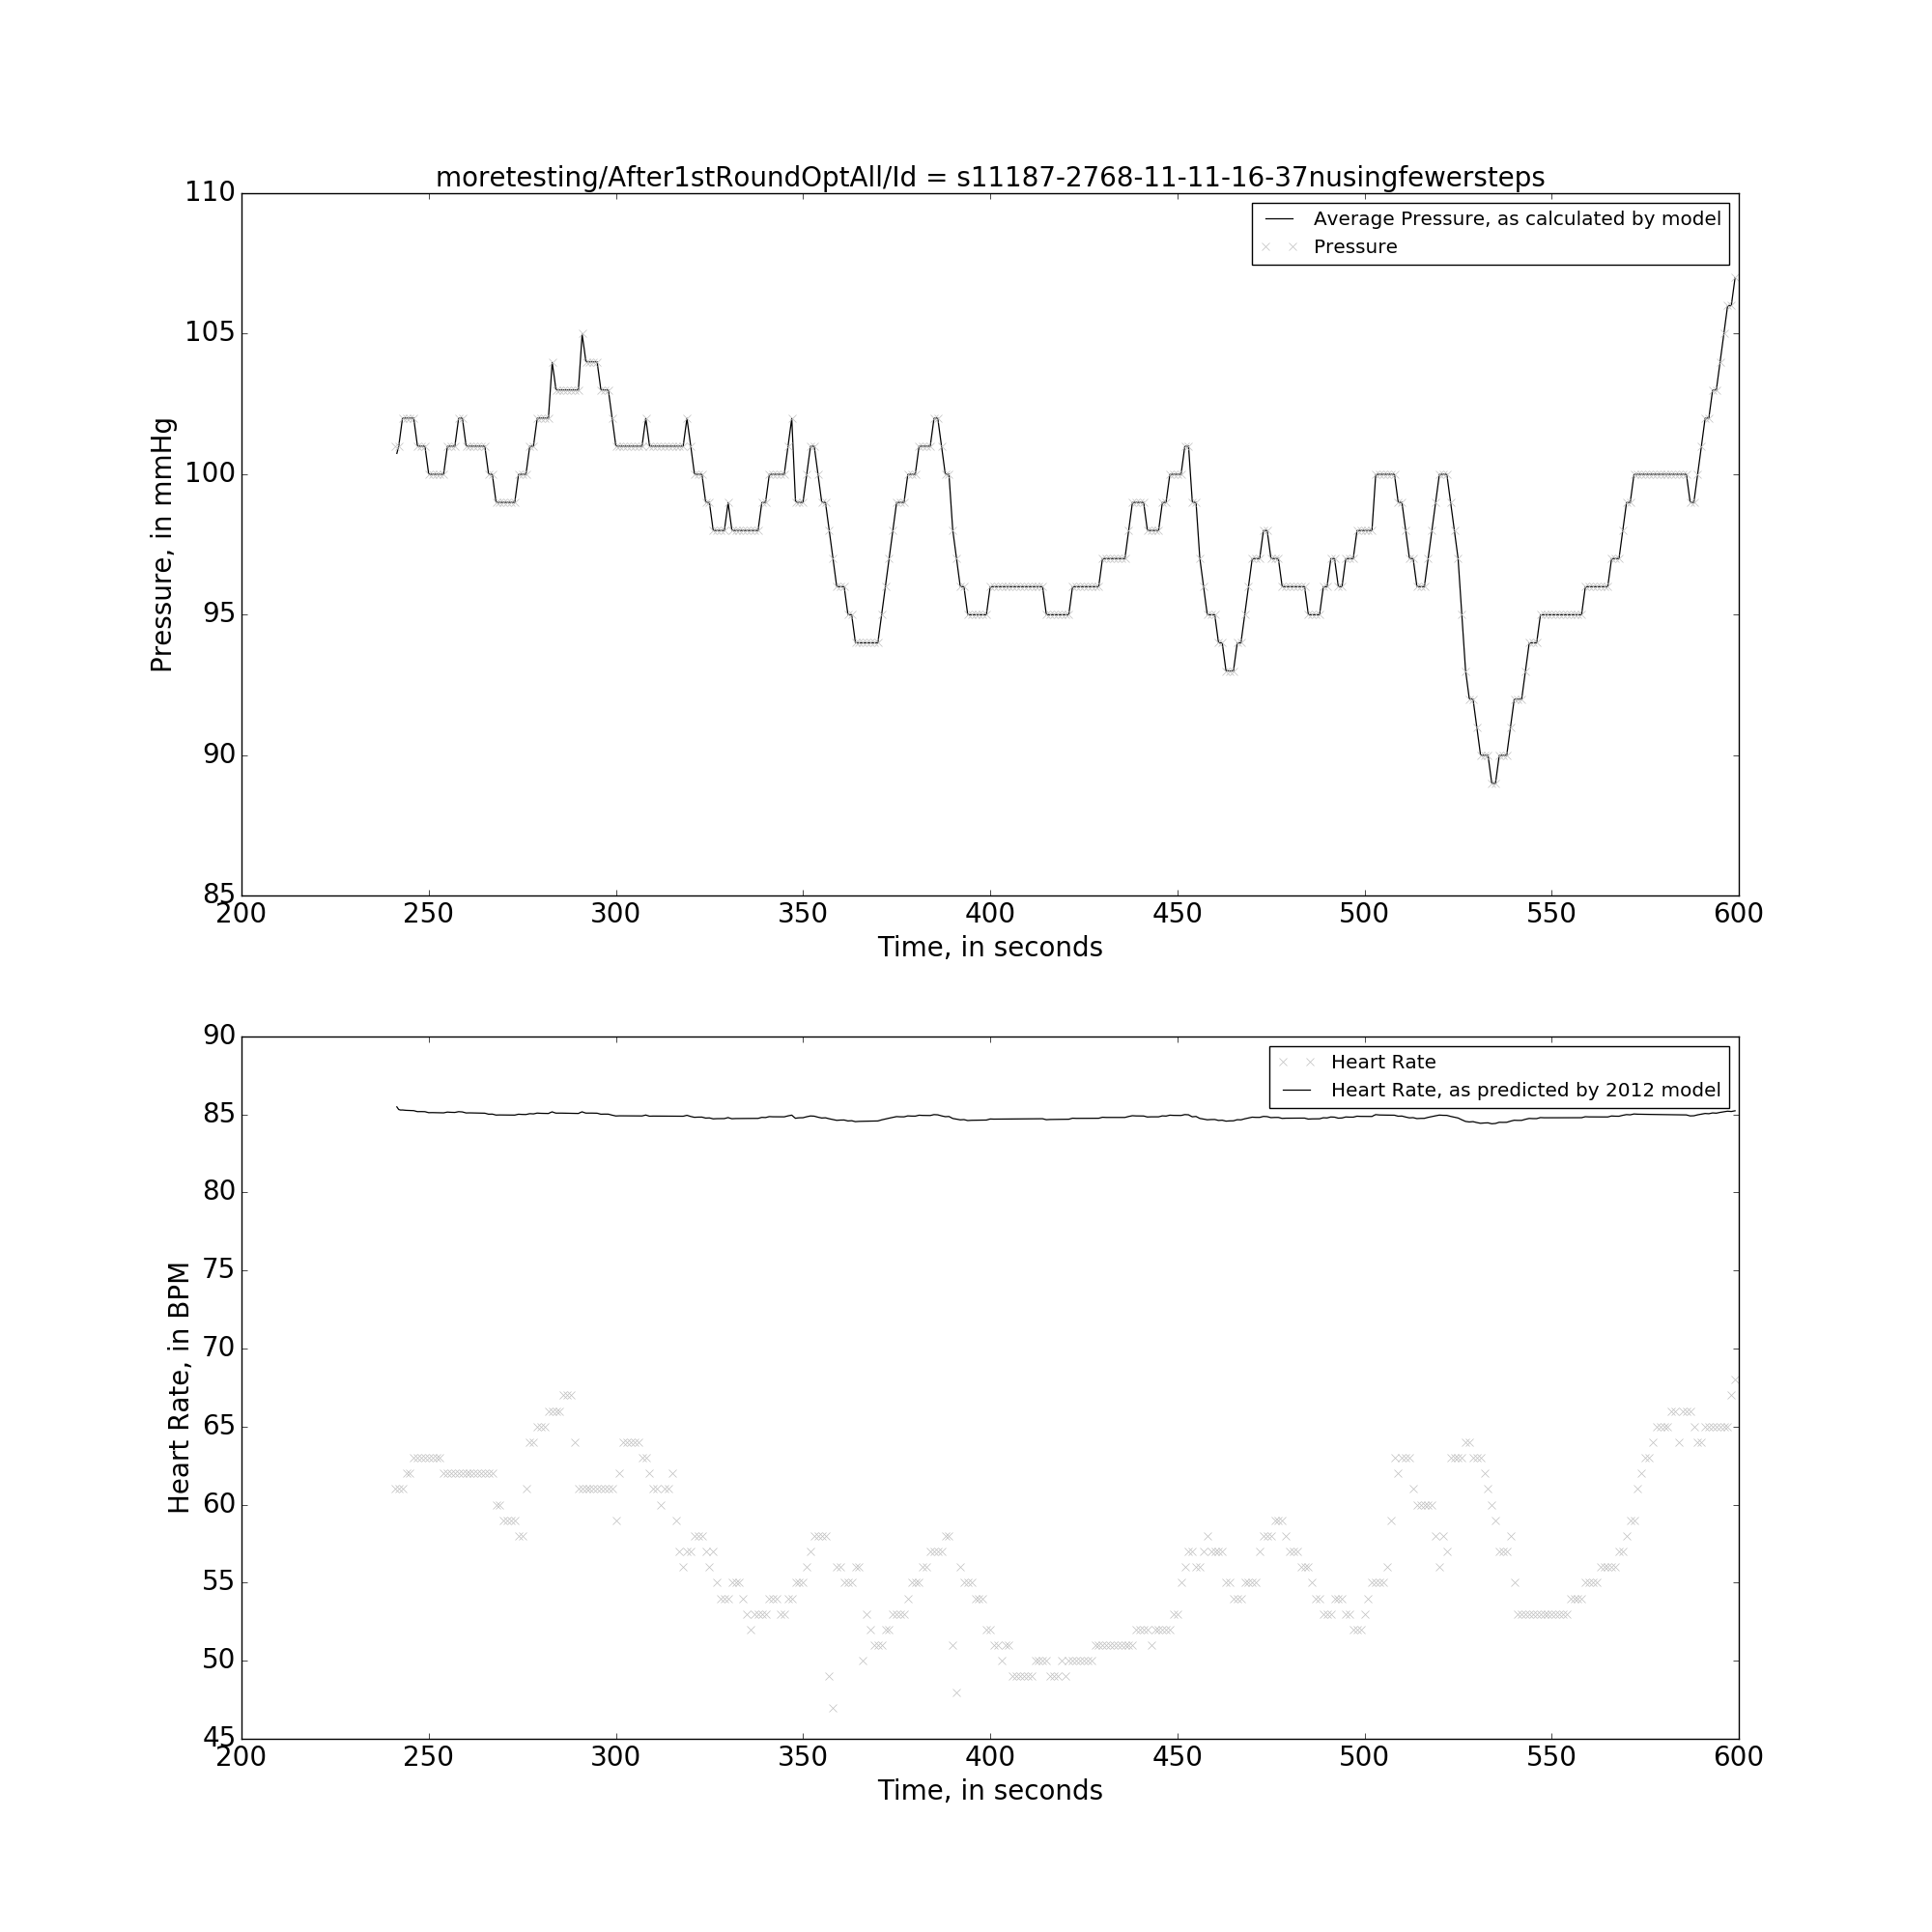 moretesting/After1stRoundOptAll/Id = s11187-2768-11-11-16-37nusingfewersteps
110
105
100
95
90
85
Pressure, in mmHg
Average Pressure, as calculated by model
Pressure
200 250 300 350 400 450 500 550 600
Time, in seconds
90
85
80
75
70
65
60
55
50
45
Heart Rate, in BPM
Heart Rate
Heart Rate, as predicted by 2012 model
200 250 300 350 400 450 500 550 600
Time, in seconds